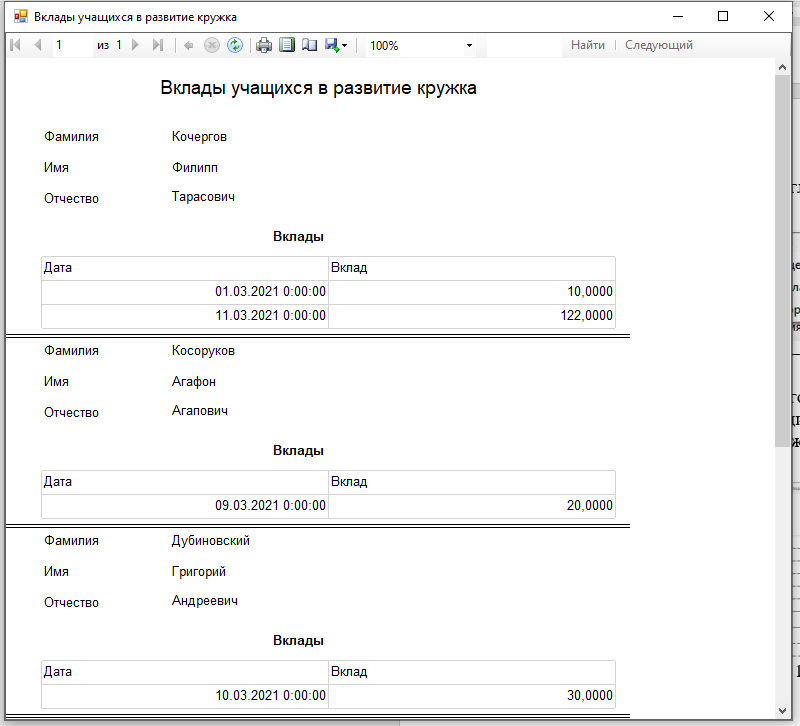 Вклады учащихся в развитие кружка
1 из 1 100% Найти Следующий
Вклады учащихся в развитие кружка
Фамилия Кочергов
Имя Филипп
Отчество Тарасович
Вклады
Дата Вклад
01.03.2021 0:00:00 10,0000
11.03.2021 0:00:00 122,0000
Фамилия Косоруков
Имя Агафон
Отчество Агапович
Вклады
Дата Вклад
09.03.2021 0:00:00 20,0000
Фамилия Дубиновский
Имя Григорий
Отчество Андреевич
Вклады
Дата Вклад
10.03.2021 0:00:00 30,0000